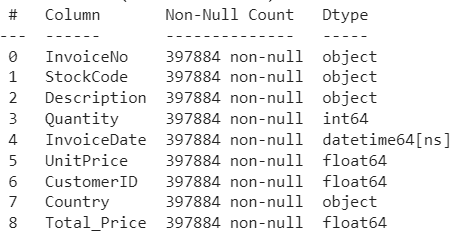 #   Column       Non-Null Count   Dtype
---  ------       --------------   -----
0   InvoiceNo    397884 non-null  object
1   StockCode    397884 non-null  object
2   Description  397884 non-null  object
3   Quantity     397884 non-null  int64
4   InvoiceDate  397884 non-null  datetime64[ns]
5   UnitPrice    397884 non-null  float64
6   CustomerID   397884 non-null  float64
7   Country      397884 non-null  object
8   Total_Price  397884 non-null  float64